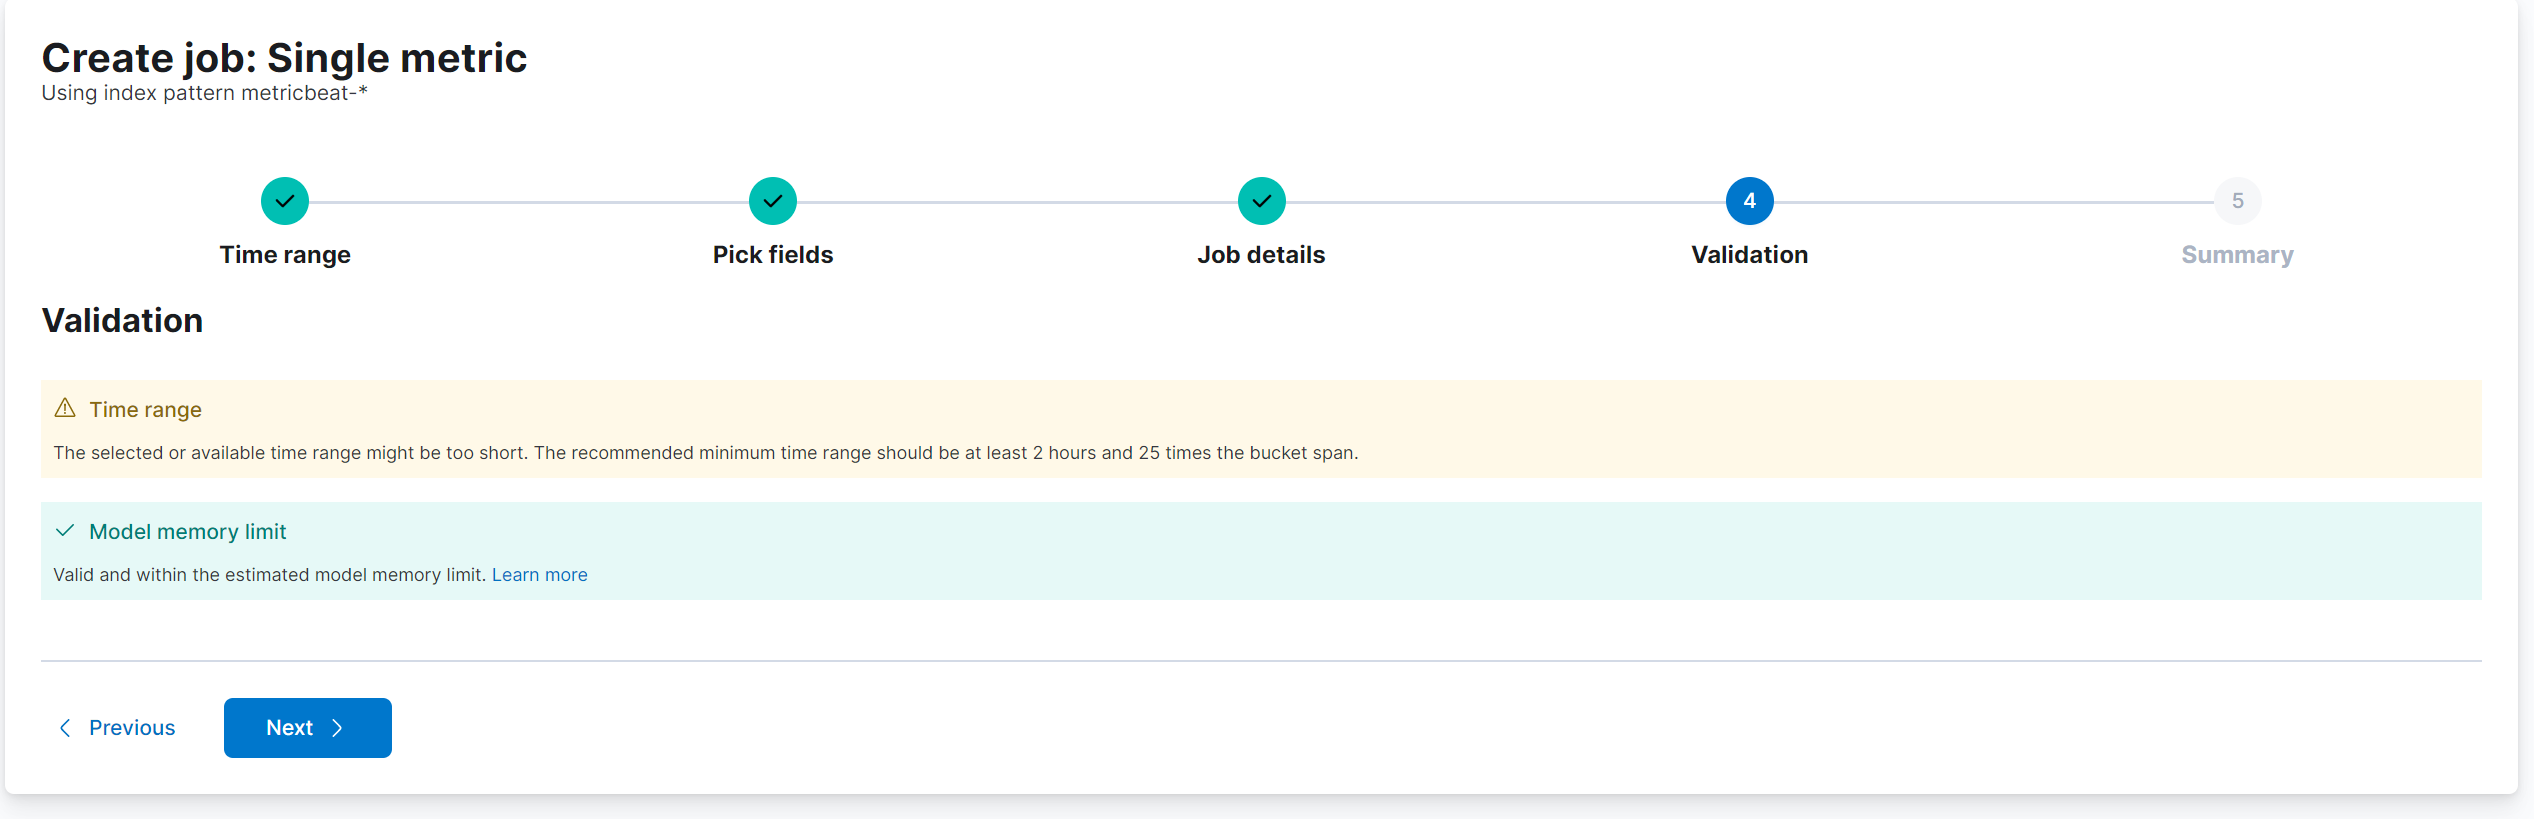 Create job: Single metric
Using index pattern metricbeat-*
4
5
Time range
Pick fields
Job details
Validation
Summary
Validation
Time range
The selected or available time range might be too short. The recommended minimum time range should be at least 2 hours and 25 times the bucket span.
Model memory limit
Valid and within the estimated model memory limit. Learn more
Previous
Next